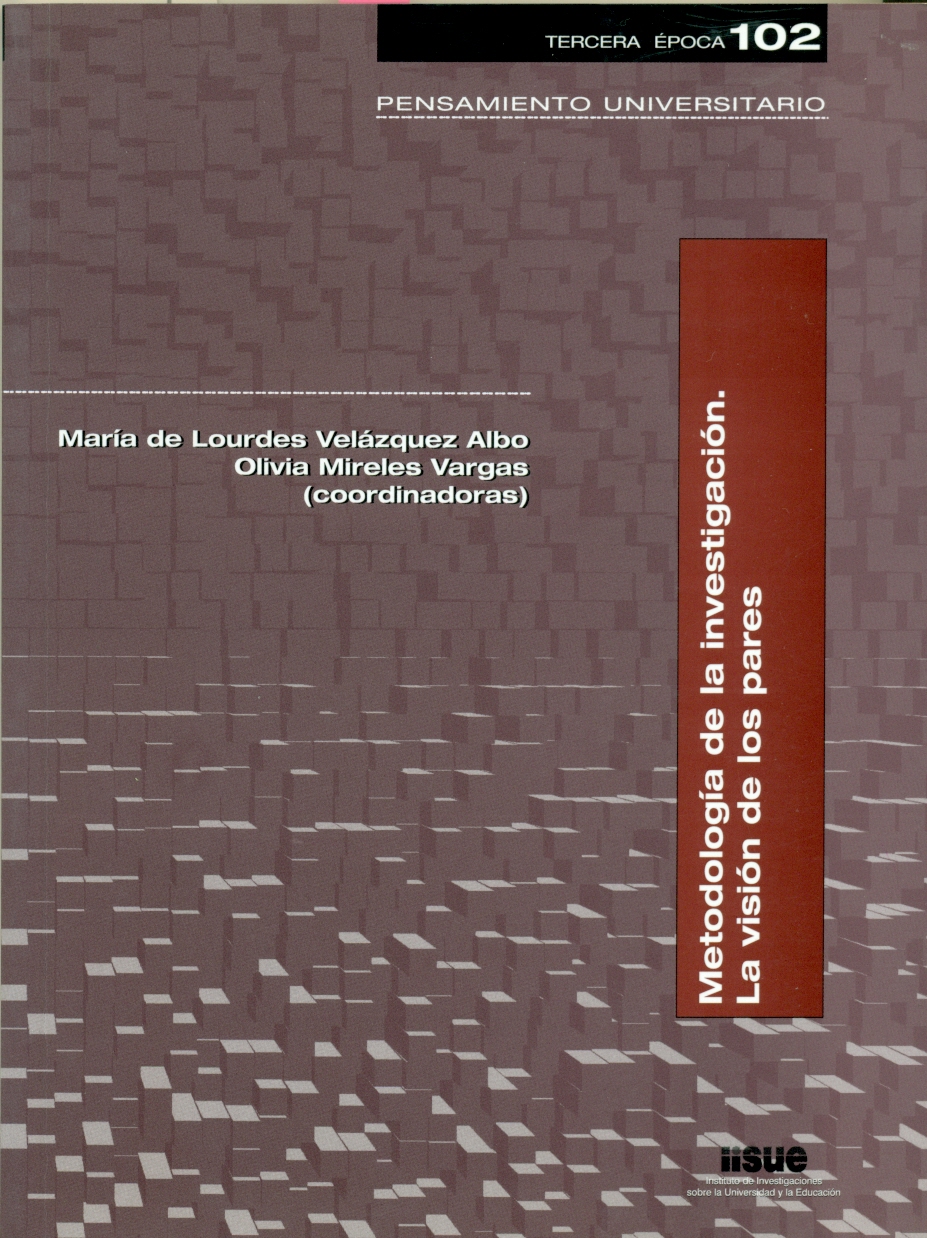 TERCERA ÉPOCA 102
PENSAMIENTO UNIVERSITARIO
María de Lourdes Velázquez Albo
Olivia Mireles Vargas
(coordinadoras)
Metodología de la investigación.
La visión de los pares
iisue
Instituto de Investigaciones
sobre la Universidad y la Educación